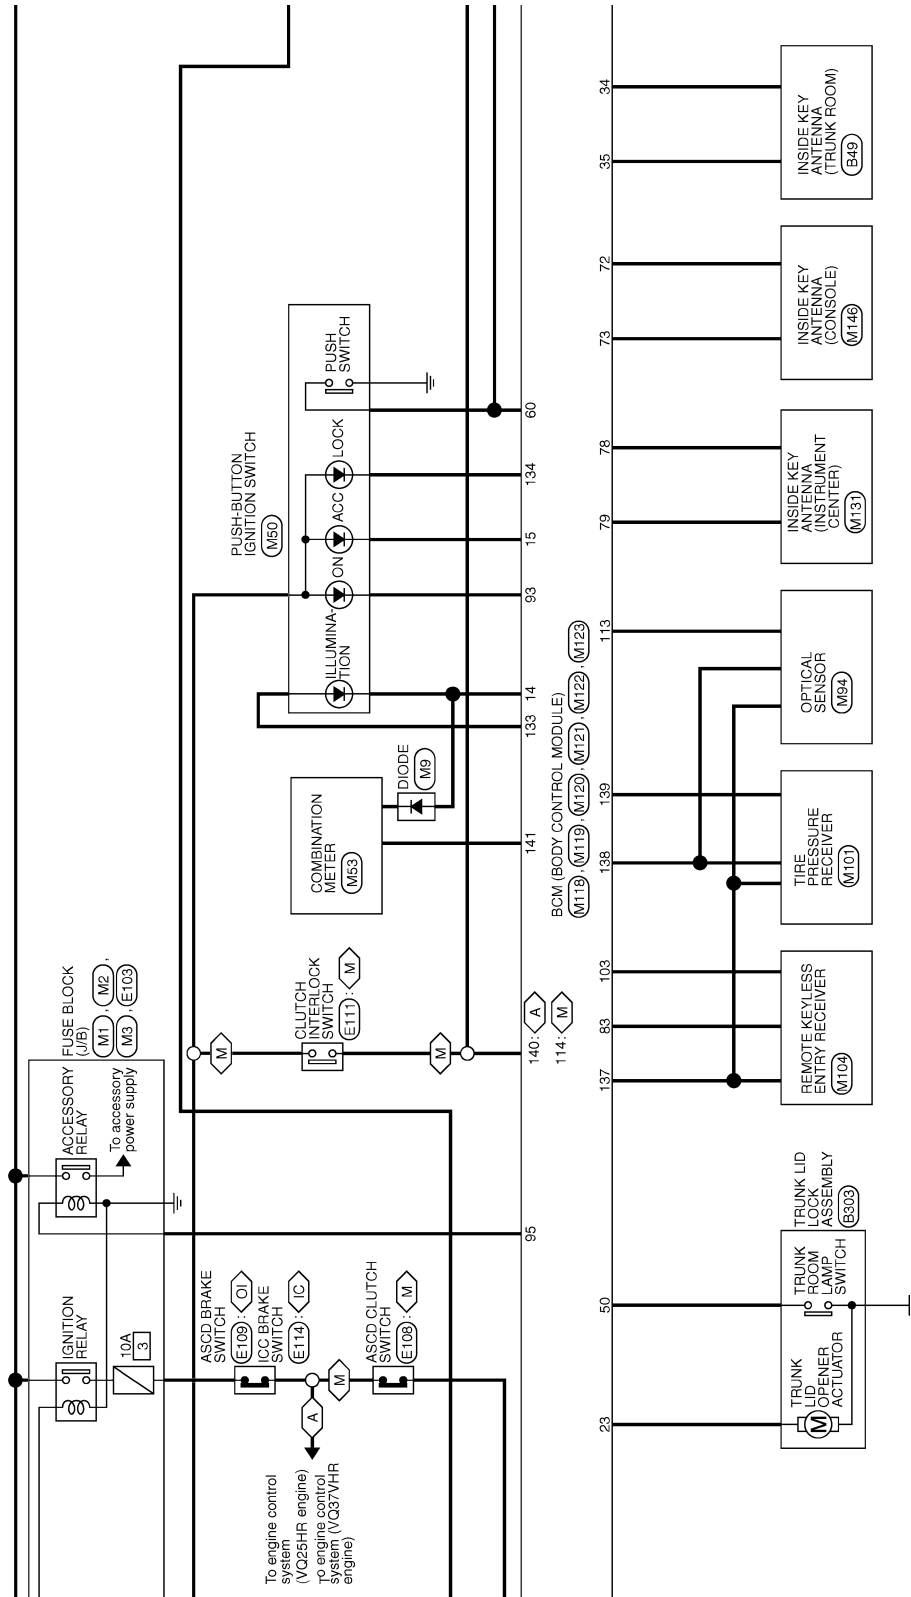 IGNITION
RELAY
10A
3
ACCESSORY
RELAY
To accessory
power supply
FUSE BLOCK
(J/B)
M1 , M2 ,
M3 , E103
ASCD BRAKE
SWITCH
E109 : OI
ICC BRAKE
SWITCH
E114 : IC
ASCD CLUTCH
SWITCH
E108 : M
M
A
To engine control
system
(VQ25HR engine)
To engine control
system (VQ37VHR
engine)
M
CLUTCH
INTERLOCK
SWITCH
E111 : M
M
COMBINATION
METER
M53
DIODE
M9
PUSH-BUTTON
IGNITION SWITCH
M50
ILLUMINA-
TION
ON
ACC
LOCK
PUSH
SWITCH
95
140: A
114: M
141
133
14
93
15
134
60
BCM (BODY CONTROL MODULE)
M118 , M119 , M120 , M121 , M122 , M123
23
50
137
83
103
138
139
113
79
78
73
72
35
34
TRUNK
LID
OPENER
ACTUATOR
M
TRUNK
ROOM
LAMP
SWITCH
TRUNK LID
LOCK
ASSEMBLY
B303
REMOTE KEYLESS
ENTRY RECEIVER
M104
TIRE
PRESSURE
RECEIVER
M101
OPTICAL
SENSOR
M94
INSIDE KEY
ANTENNA
(INSTRUMENT
CENTER)
M131
INSIDE KEY
ANTENNA
(CONSOLE)
M146
INSIDE KEY
ANTENNA
(TRUNK ROOM)
B49